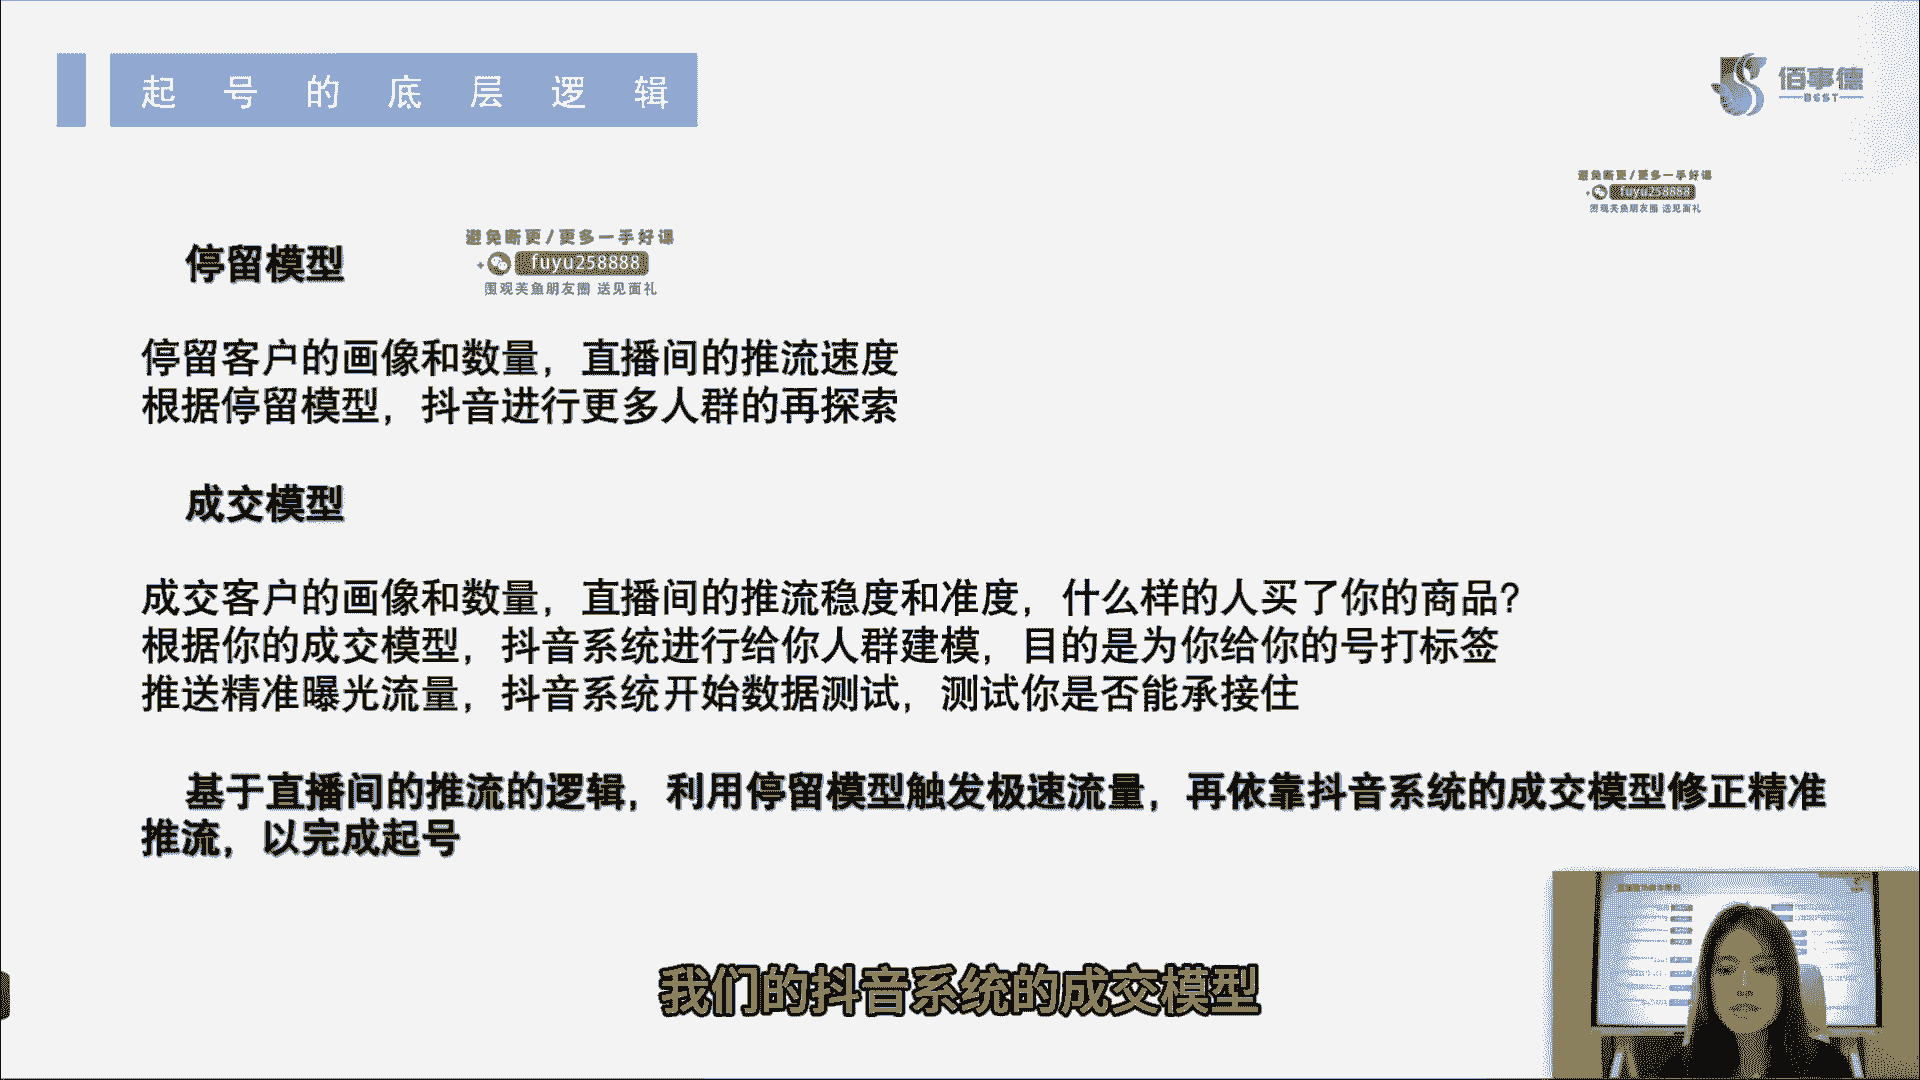 起号的底层逻辑
佰事德
BEST
避免断更/更多一手好课
fuyu258888
围观芙鱼朋友圈 送见面礼
停留模型
避免断更/更多一手好课
fuyu258888
围观芙鱼朋友圈 送见面礼
停留客户的画像和数量，直播间的推流速度
根据停留模型，抖音进行更多人群的再探索
成交模型
成交客户的画像和数量，直播间的推流稳度和准度，什么样的人买了你的商品？
根据你的成交模型，抖音系统进行给你人群建模，目的是为你给你的号打标签
推送精准曝光流量，抖音系统开始数据测试，测试你是否能承接住
基于直播间的推流的逻辑，利用停留模型触发极速流量，再依靠抖音系统的成交模型修正精准
推流，以完成起号
我们的抖音系统的成交模型